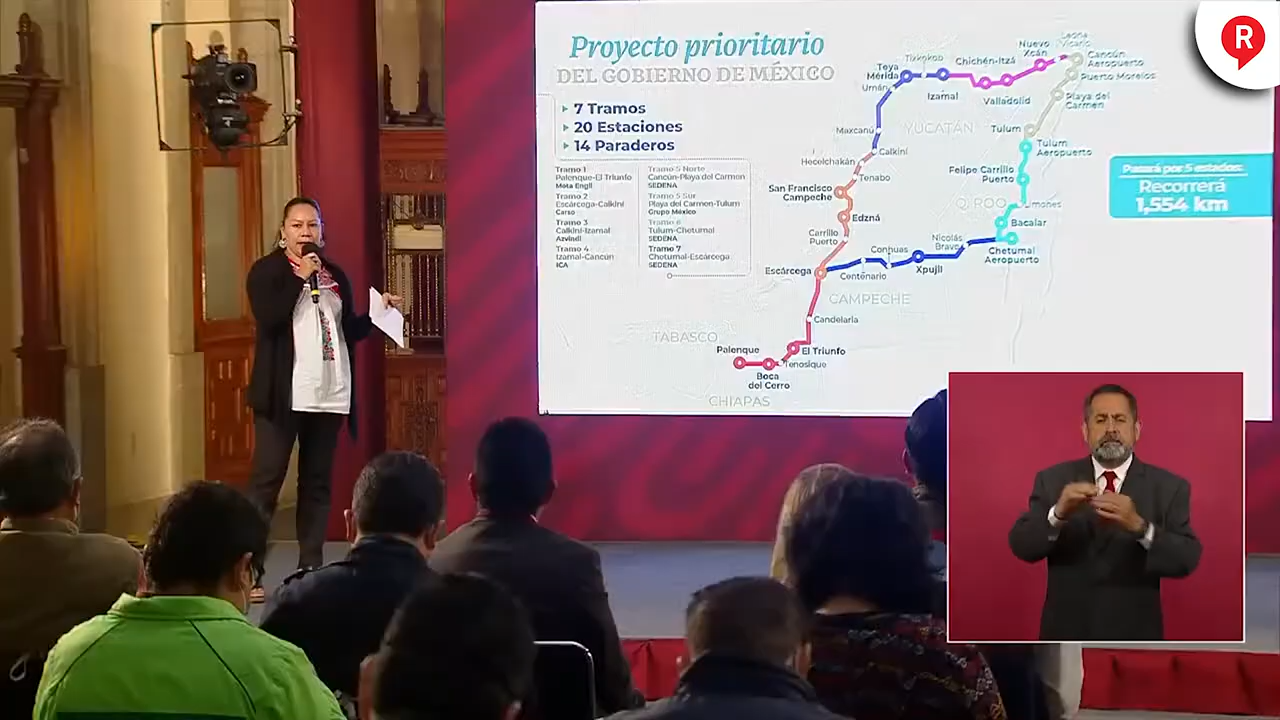 Proyecto prioritario
DEL GOBIERNO DE MÉXICO
7 Tramos
20 Estaciones
14 Paraderos
Tramo 1
Palenque-El Triunfo
Mota Engil
Tramo 2
Escárcega-Calkiní
Carso
Tramo 3
Calkiní-Izamal
Azvindi
Tramo 4
Izamal-Cancún
ICA
Tramo 5 Norte
Cancún-Playa del Carmen
SEDENA
Tramo 5 Sur
Playa del Carmen-Tulum
Grupo México
Tramo 6
Tulum-Chetumal
SEDENA
Tramo 7
Chetumal-Escárcega
SEDENA
Leona
Vicario
Nuevo
Xcán
Cancún
Aeropuerto
Puerto Morelos
Playa del
Carmen
Chichén-Itzá
Valladolid
Tixkokob
Izamal
Teya
Mérida
Umán
Maxcanú
Calkiní
YUCATÁN
Tulum
Tulum
Aeropuerto
Hecelchakán
Tenabo
San Francisco
Campeche
Felipe Carrillo
Puerto
Q. ROO
Limones
Bacalar
Edzná
Carrillo
Puerto
Nicolás
Bravo
Chetumal
Aeropuerto
Conhuas
Xpujil
Centenario
Escárcega
CAMPECHE
Candelaria
TABASCO
Palenque
El Triunfo
Tenosique
Boca
del Cerro
CHIAPAS
Pasará por 5 estados
Recorrerá
1,554 km
R